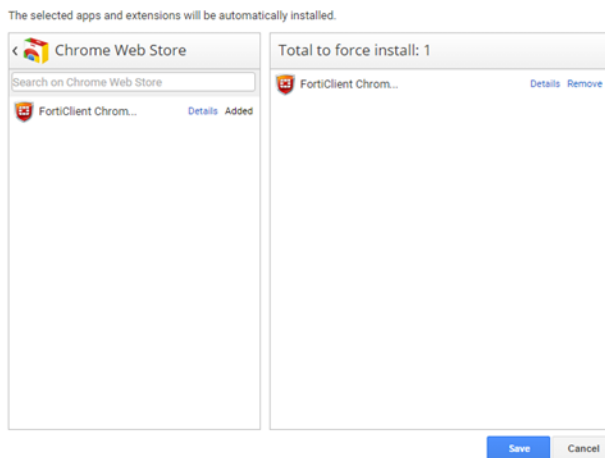 The selected apps and extensions will be automatically installed.
Chrome Web Store
Search on Chrome Web Store
FortiClient Chrom... Details Added
Total to force install: 1
FortiClient Chrom... Details Remove
Save Cancel